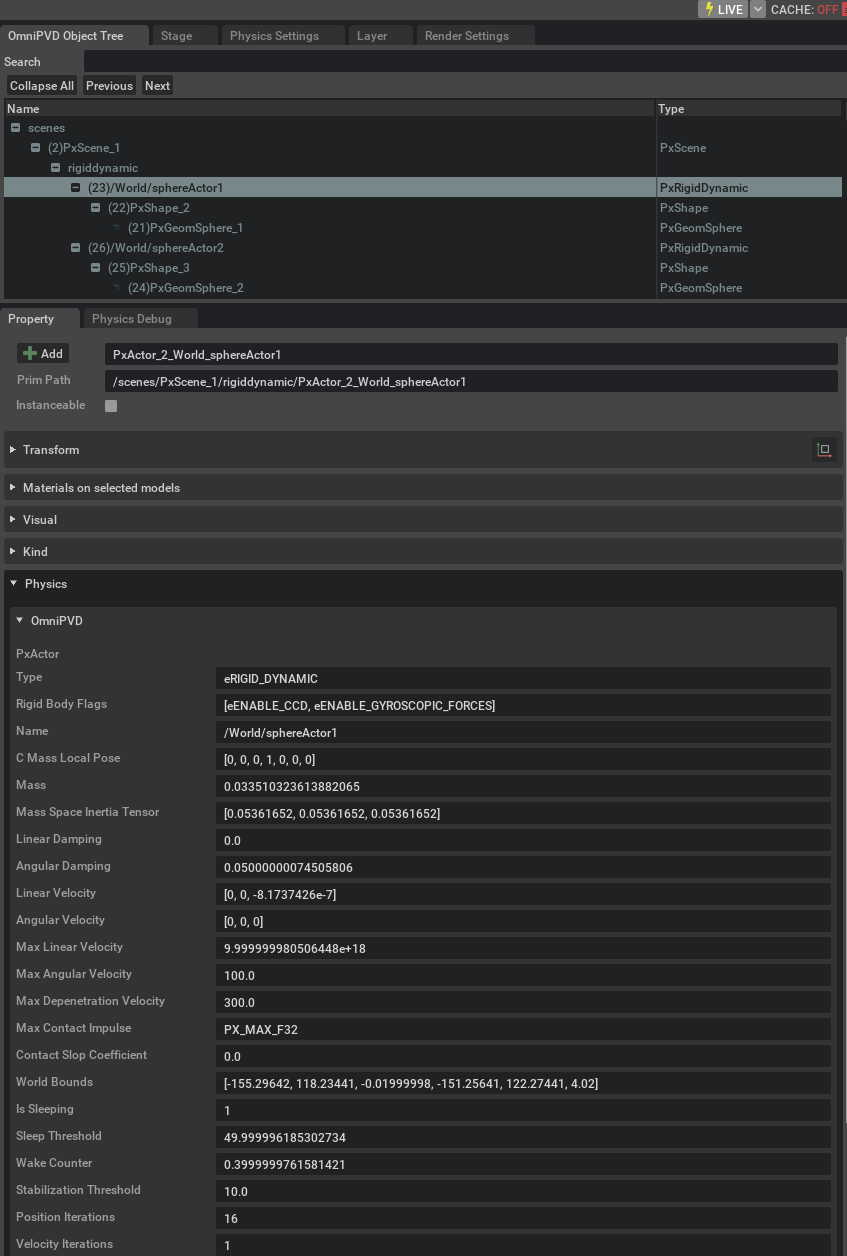 LIVE CACHE: OFF
OmniPVD Object Tree Stage Physics Settings Layer Render Settings
Search
Collapse All Previous Next
Name Type
scenes
(2)PxScene_1 PxScene
rigiddynamic
(23)/World/sphereActor1 PxRigidDynamic
(22)PxShape_2 PxShape
(21)PxGeomSphere_1 PxGeomSphere
(26)/World/sphereActor2 PxRigidDynamic
(25)PxShape_3 PxShape
(24)PxGeomSphere_2 PxGeomSphere
Property Physics Debug
Add PxActor_2_World_sphereActor1
Prim Path /scenes/PxScene_1/rigiddynamic/PxActor_2_World_sphereActor1
Instanceable
Transform
Materials on selected models
Visual
Kind
Physics
OmniPVD
PxActor
Type eRIGID_DYNAMIC
Rigid Body Flags [eENABLE_CCD, eENABLE_GYROSCOPIC_FORCES]
Name /World/sphereActor1
C Mass Local Pose [0, 0, 0, 1, 0, 0, 0]
Mass 0.033510323613882065
Mass Space Inertia Tensor [0.05361652, 0.05361652, 0.05361652]
Linear Damping 0.0
Angular Damping 0.05000000074505806
Linear Velocity [0, 0, -8.1737426e-7]
Angular Velocity [0, 0, 0]
Max Linear Velocity 9.999999980506448e+18
Max Angular Velocity 100.0
Max Depenetration Velocity 300.0
Max Contact Impulse PX_MAX_F32
Contact Slop Coefficient 0.0
World Bounds [-155.29642, 118.23441, -0.01999998, -151.25641, 122.27441, 4.02]
Is Sleeping 1
Sleep Threshold 49.999996185302734
Wake Counter 0.3999999761581421
Stabilization Threshold 10.0
Position Iterations 16
Velocity Iterations 1